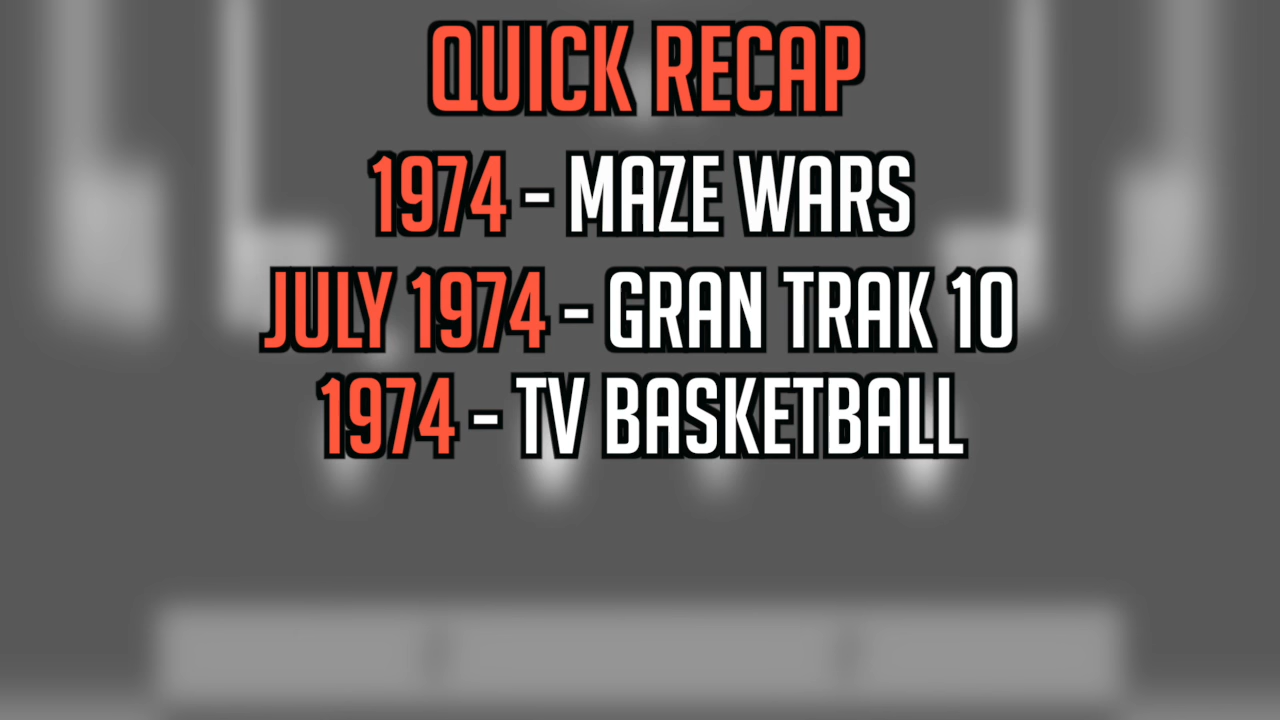 QUICK RECAP
1974 - MAZE WARS
JULY 1974 - GRAN TRAK 10
1974 - TV BASKETBALL